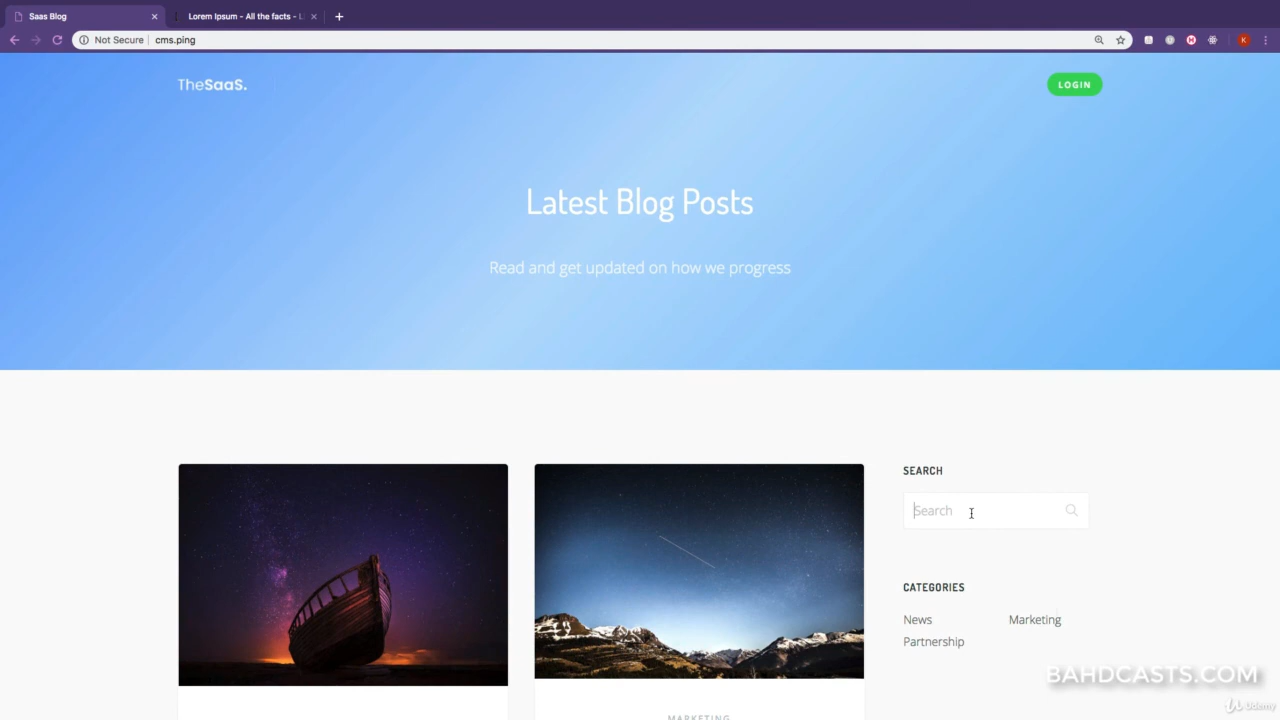 Saas Blog
Lorem Ipsum - All the facts - L
Not Secure
cms.ping
K
TheSaaS.
LOGIN
Latest Blog Posts
Read and get updated on how we progress
SEARCH
Search
CATEGORIES
News
Marketing
Partnership
MARKETING
BAHDCASTS.COM
Udemy